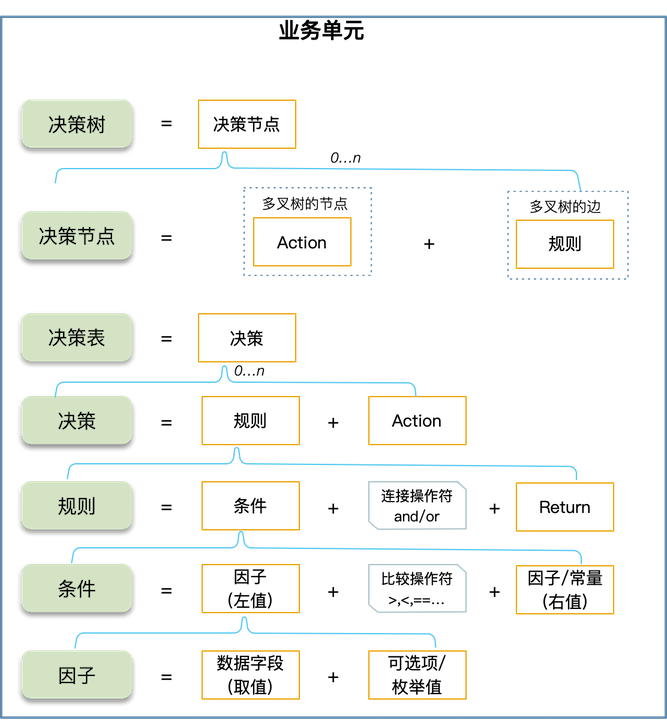 业务单元
决策树 = 决策节点
0...n
多叉树的节点 多叉树的边
决策节点 = Action + 规则
决策表 = 决策
0...n
决策 = 规则 + Action
规则 = 条件 + 连接操作符 and/or + Return
条件 = 因子 (左值) + 比较操作符 >,<,==... + 因子/常量 (右值)
因子 = 数据字段 (取值) + 可选项/ 枚举值